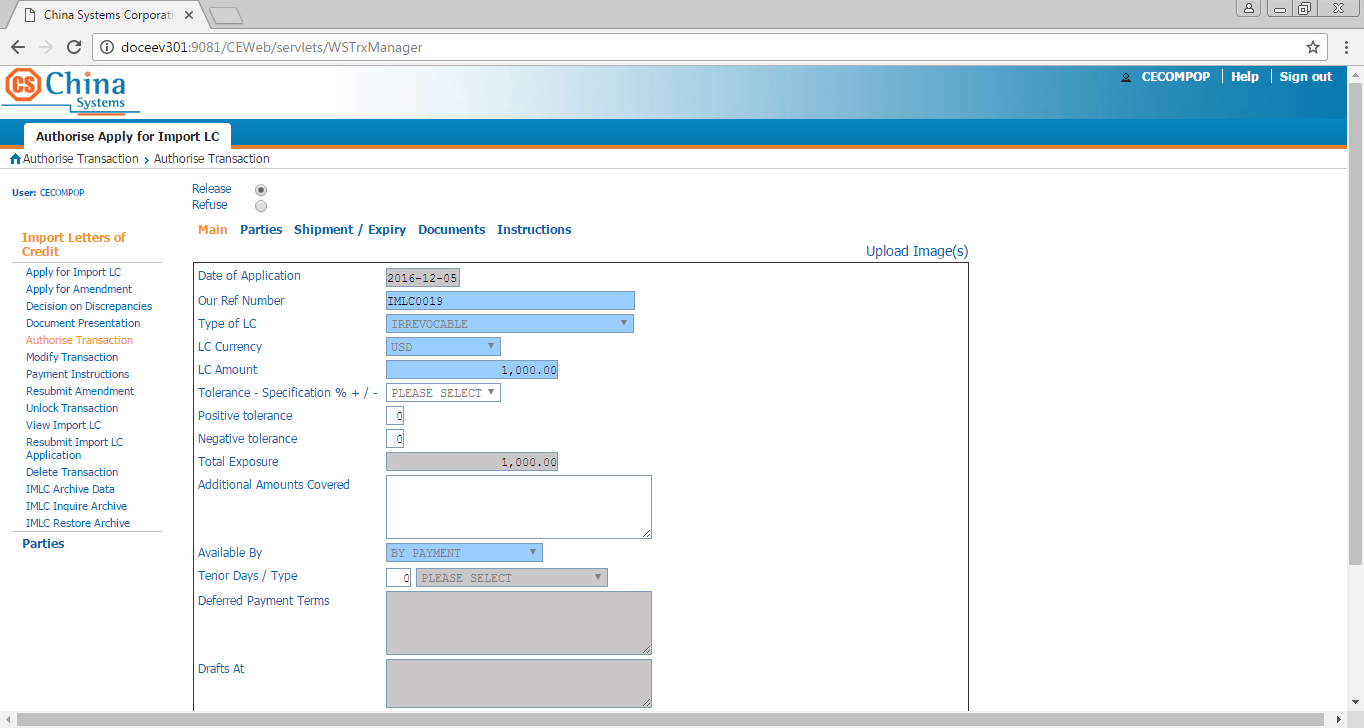 China Systems Corporati
doceev301:9081/CEWeb/servlets/WSTrxManager
CS China Systems
CECOMPOP Help Sign out
Authorise Apply for Import LC
Authorise Transaction › Authorise Transaction
User: CECOMPOP
Import Letters of
Credit
Apply for Import LC
Apply for Amendment
Decision on Discrepancies
Document Presentation
Authorise Transaction
Modify Transaction
Payment Instructions
Resubmit Amendment
Unlock Transaction
View Import LC
Resubmit Import LC
Application
Delete Transaction
IMLC Archive Data
IMLC Inquire Archive
IMLC Restore Archive
Parties
Release
Refuse
Main Parties Shipment / Expiry Documents Instructions
Upload Image(s)
Date of Application 2016-12-05
Our Ref Number IMLC0019
Type of LC IRREVOCABLE
LC Currency USD
LC Amount 1,000.00
Tolerance - Specification % + / - PLEASE SELECT
Positive tolerance 0
Negative tolerance 0
Total Exposure 1,000.00
Additional Amounts Covered
Available By BY PAYMENT
Tenor Days / Type 0 PLEASE SELECT
Deferred Payment Terms
Drafts At